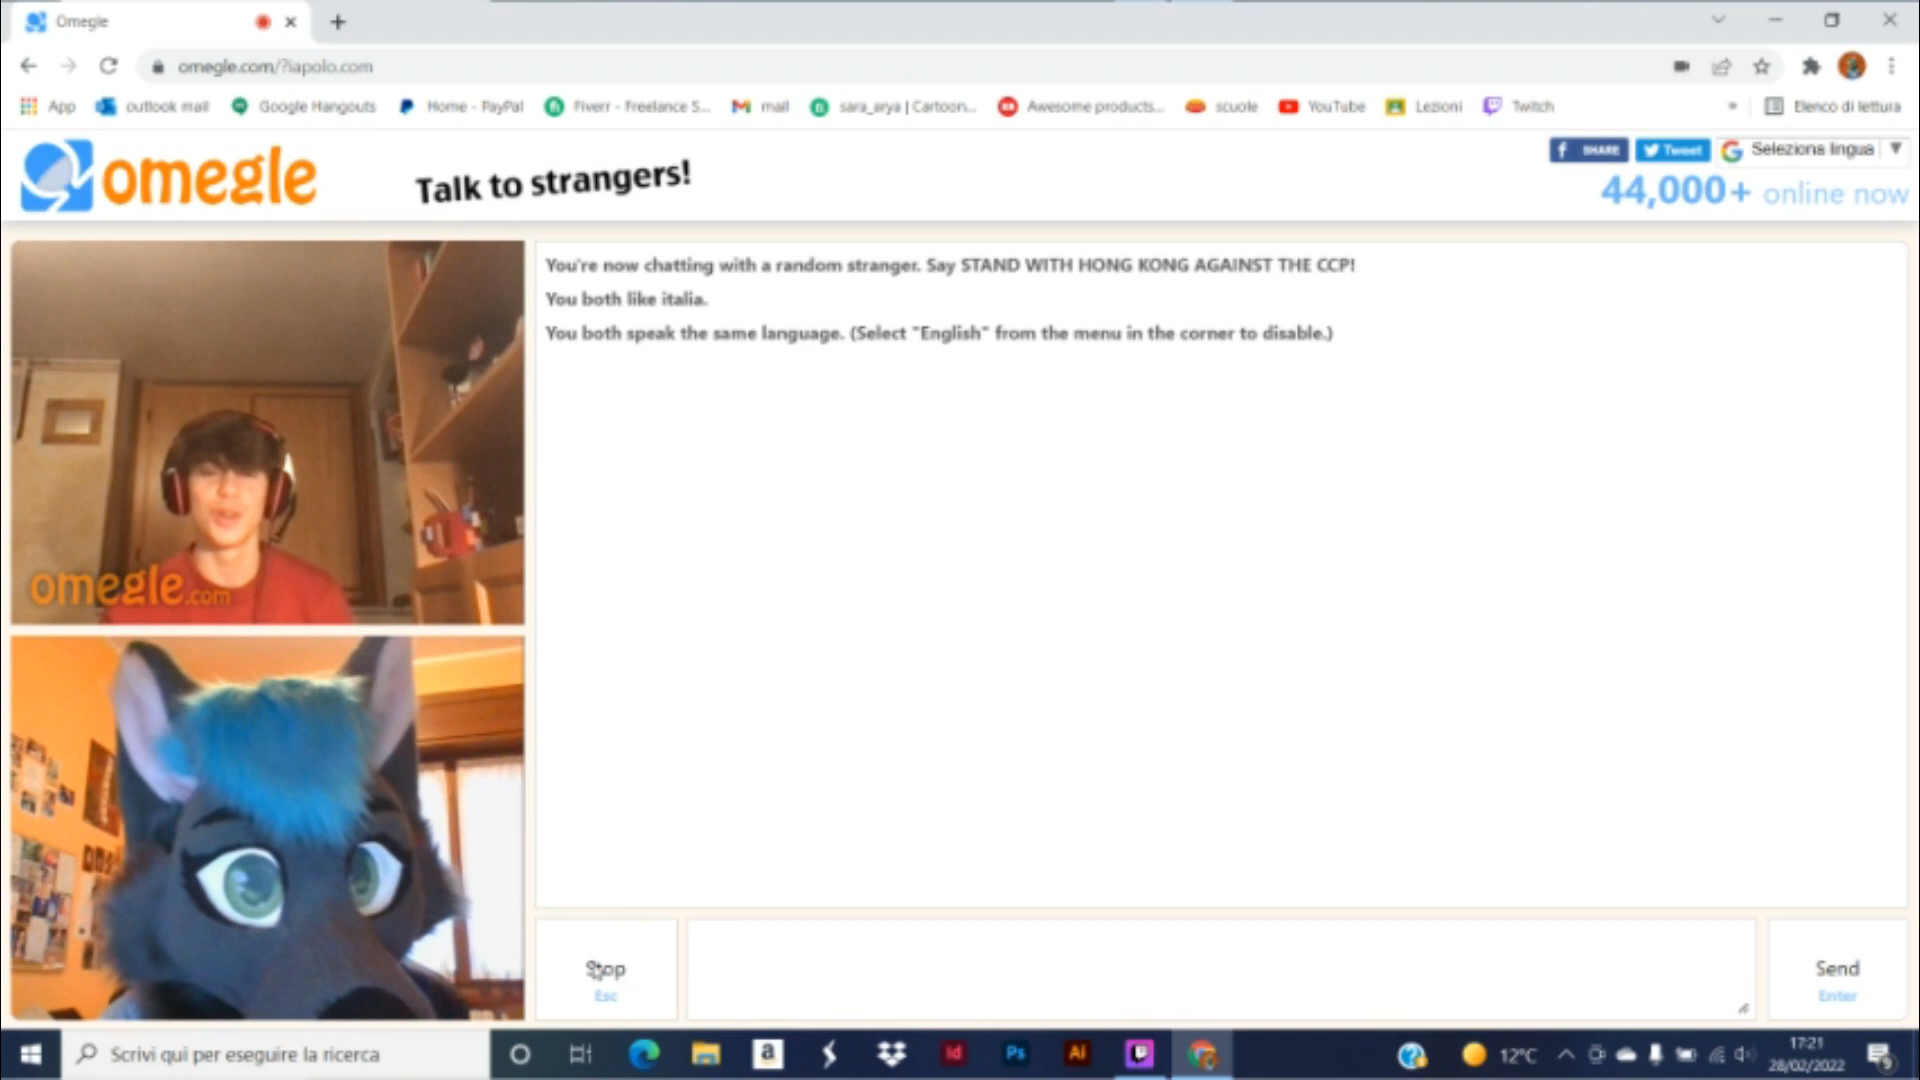 Omegle
omegle.com/?iapolo.com
App
outlook mail
Google Hangouts
Home - PayPal
Fiverr - Freelance S...
mail
sara_arya | Cartoon...
Awesome products...
scuole
YouTube
Lezioni
Twitch
»
Elenco di lettura
omegle
Talk to strangers!
SHARE
Tweet
Seleziona lingua
44,000+ online now
You're now chatting with a random stranger. Say STAND WITH HONG KONG AGAINST THE CCP!
You both like italia.
You both speak the same language. (Select "English" from the menu in the corner to disable.)
omegle.com
Stop
Esc
Send
Enter
Scrivi qui per eseguire la ricerca
a
Id
Ps
Ai
12°C
17:21
28/02/2022
9